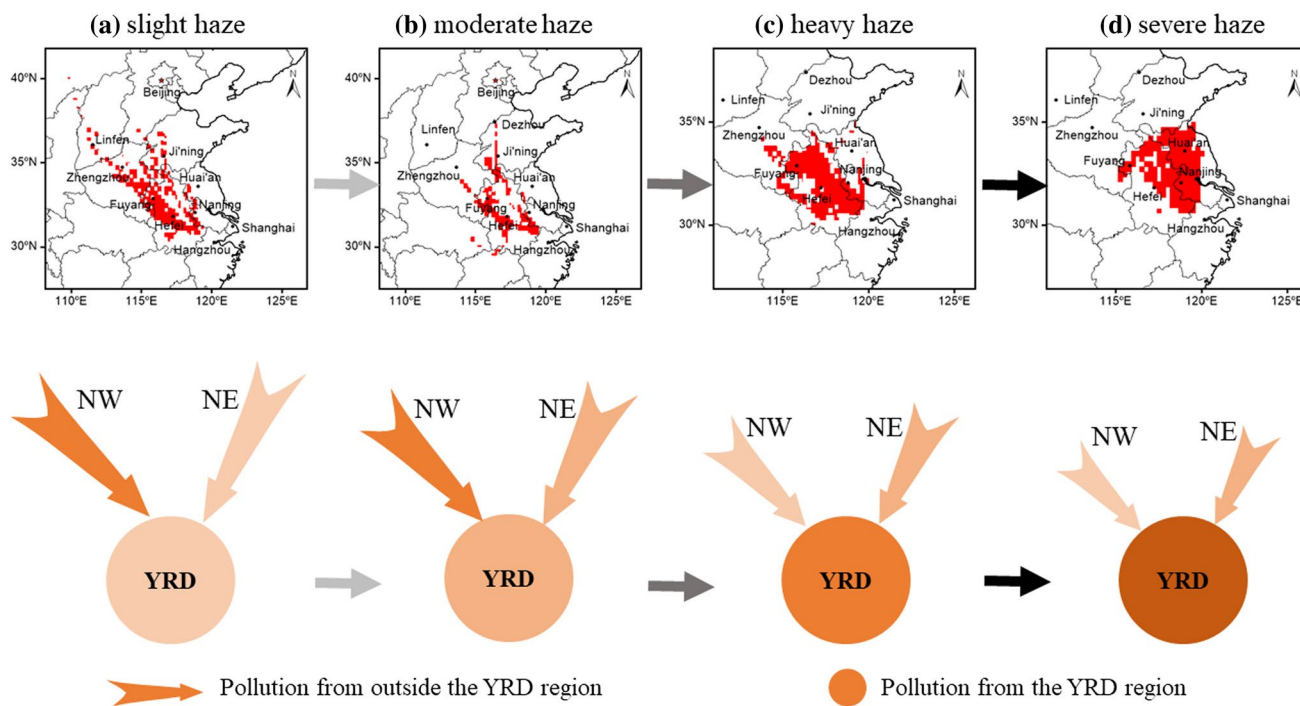 (a) slight haze
(b) moderate haze
(c) heavy haze
(d) severe haze
40°N
35°N
30°N
N
Beijing
Linfen
Ji'ning
Zhengzhou
Huai'an
Fuyang
Nanjing
Hefei
Shanghai
Hangzhou
110°E
115°E
120°E
125°E
40°N
35°N
30°N
N
Beijing
Dezhou
Linfen
Ji'ning
Zhengzhou
Huai'an
Fuyang
Nanjing
Hefei
Shanghai
Hangzhou
110°E
115°E
120°E
125°E
35°N
30°N
N
Dezhou
Linfen
Ji'ning
Zhengzhou
Huai'an
Fuyang
Nanjing
Hefei
Shanghai
Hangzhou
115°E
120°E
125°E
35°N
30°N
N
Dezhou
Linfen
Ji'ning
Zhengzhou
Huai'an
Fuyang
Nanjing
Hefei
Shanghai
Hangzhou
115°E
120°E
125°E
NW
NE
YRD
NW
NE
YRD
NW
NE
YRD
NW
NE
YRD
Pollution from outside the YRD region
Pollution from the YRD region